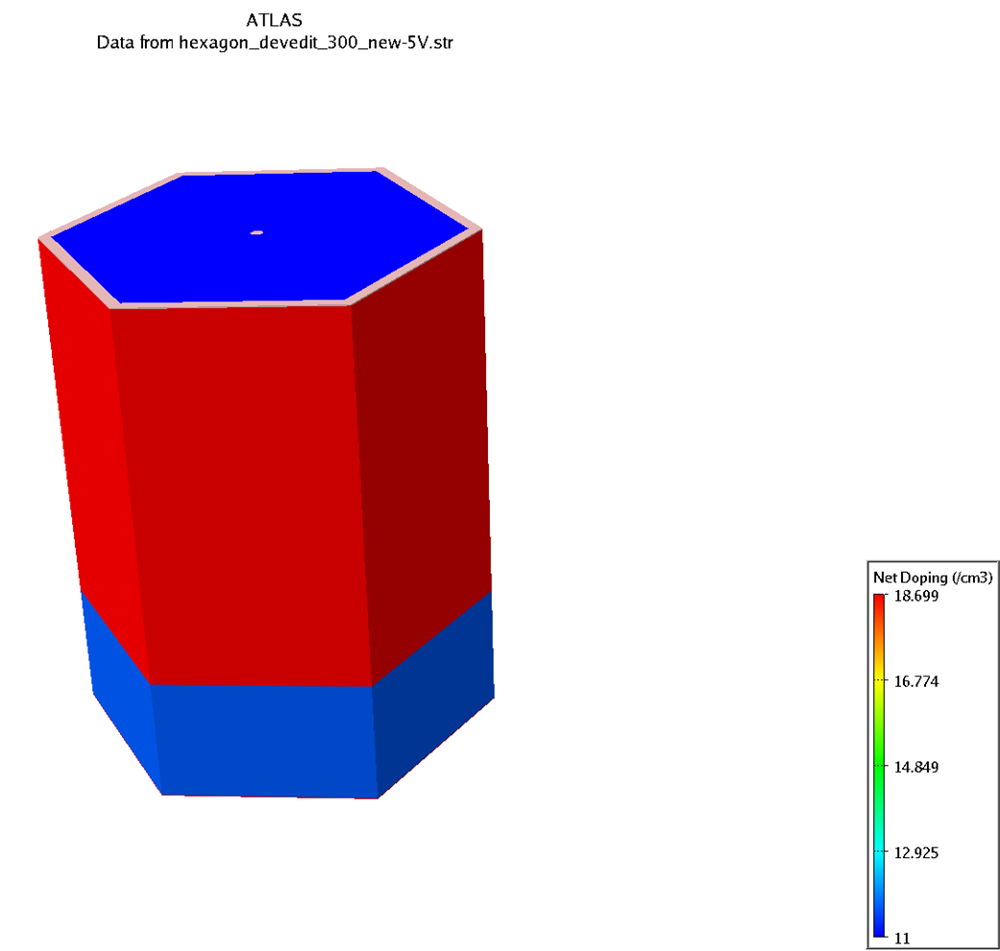 ATLAS
Data from hexagon_devedit_300_new-5V.str
Net Doping (/cm3)
18.699
16.774
14.849
12.925
11